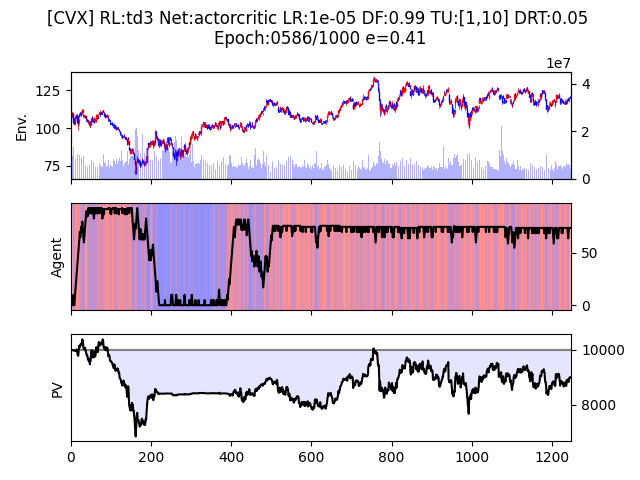 [CVX] RL:td3 Net:actorcritic LR:1e-05 DF:0.99 TU:[1,10] DRT:0.05
Epoch:0586/1000 e=0.41
1e7
125
100
75
Env.
4
2
0
Agent
50
0
PV
10000
8000
0 200 400 600 800 1000 1200